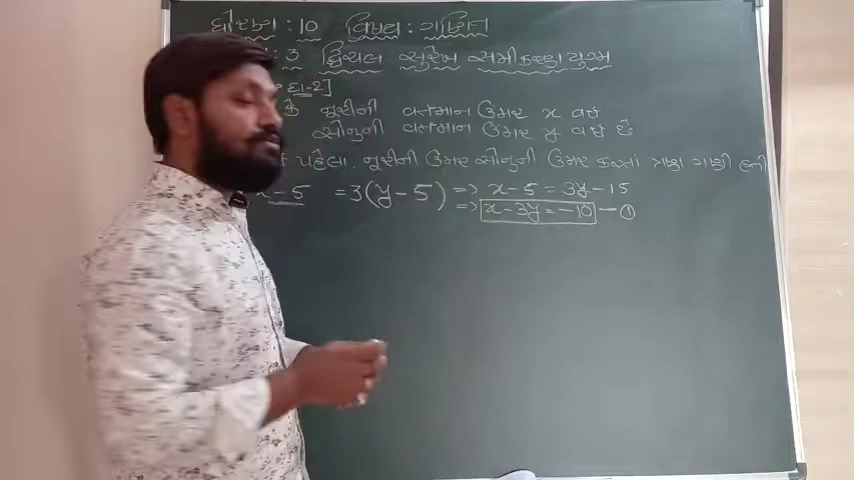 ધોરણ : 10 વિષય : ગણિત
: 3 દ્વિચલ સુરેખ સમીકરણયુગ્મ
દા-2]
કે નૂરીની વર્તમાન ઉંમર x વર્ષ
સોનુની વર્તમાન ઉંમર y વર્ષ છે
પહેલા. નૂરીની ઉંમર સોનુની ઉંમર કરતાં ત્રણ ગણી હતી
x - 5 = 3(y - 5) => x - 5 = 3y - 15
=> x - 3y = -10 — ①